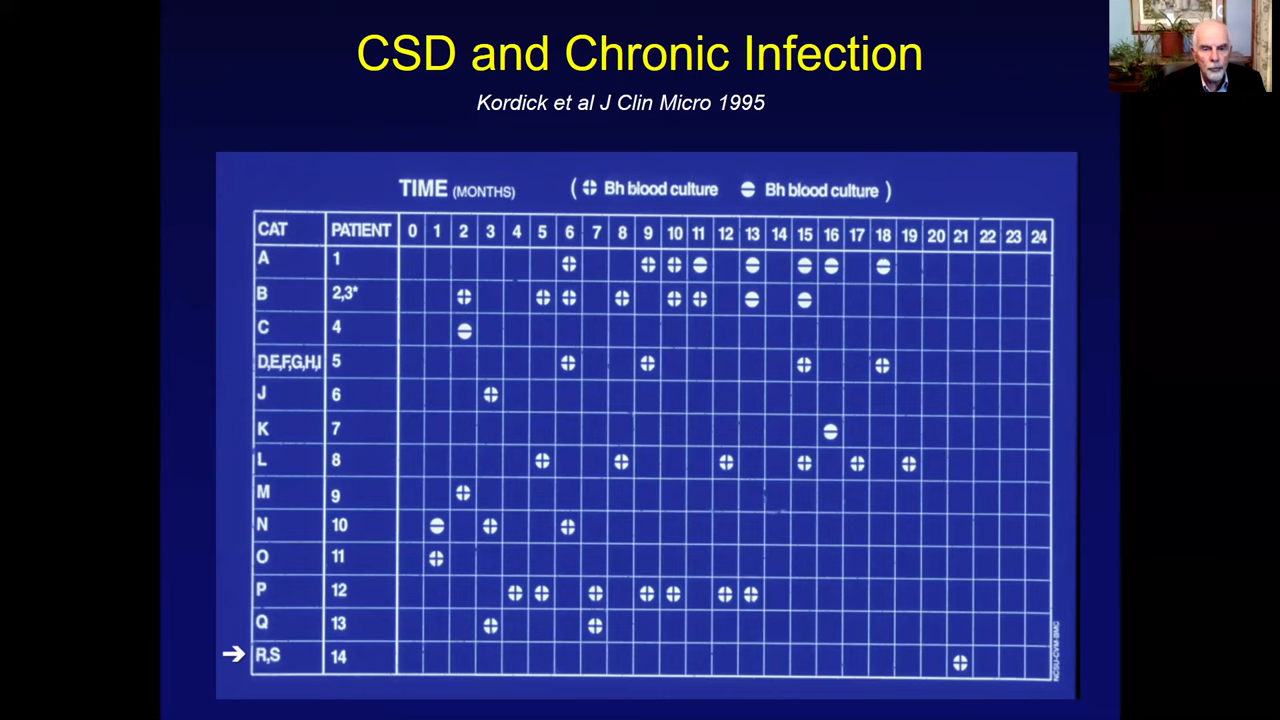 CSD and Chronic Infection
Kordick et al J Clin Micro 1995
TIME (MONTHS) ( ⊕ Bh blood culture ⊖ Bh blood culture )
CAT PATIENT 0 1 2 3 4 5 6 7 8 9 10 11 12 13 14 15 16 17 18 19 20 21 22 23 24
A 1
B 2,3*
C 4
D,E,F,G,H,I 5
J 6
K 7
L 8
M 9
N 10
O 11
P 12
Q 13
➔ R,S 14
NCSU-CVM-BMC